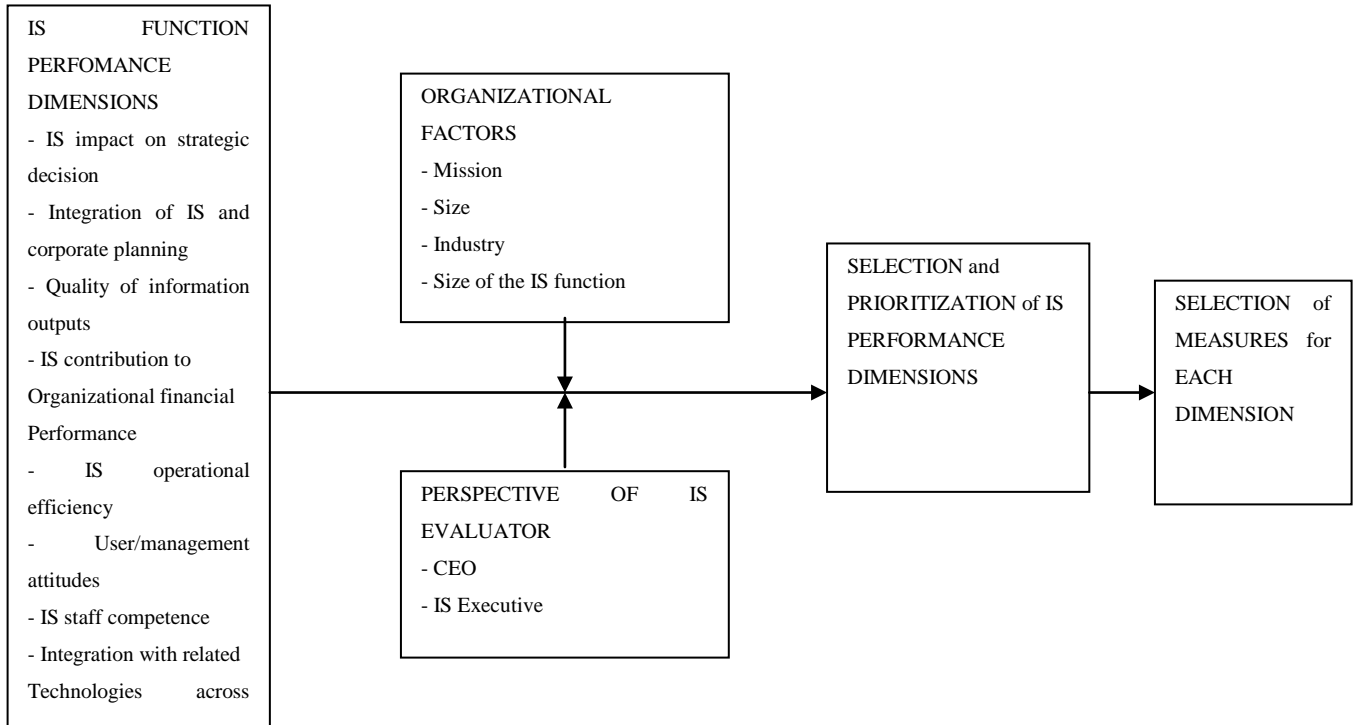 IS FUNCTION
PERFOMANCE
DIMENSIONS
- IS impact on strategic
decision
- Integration of IS and
corporate planning
- Quality of information
outputs
- IS contribution to
Organizational financial
Performance
- IS operational
efficiency
- User/management
attitudes
- IS staff competence
- Integration with related
Technologies across
ORGANIZATIONAL
FACTORS
- Mission
- Size
- Industry
- Size of the IS function
PERSPECTIVE OF IS
EVALUATOR
- CEO
- IS Executive
SELECTION and
PRIORITIZATION of IS
PERFORMANCE
DIMENSIONS
SELECTION of
MEASURES for
EACH
DIMENSION